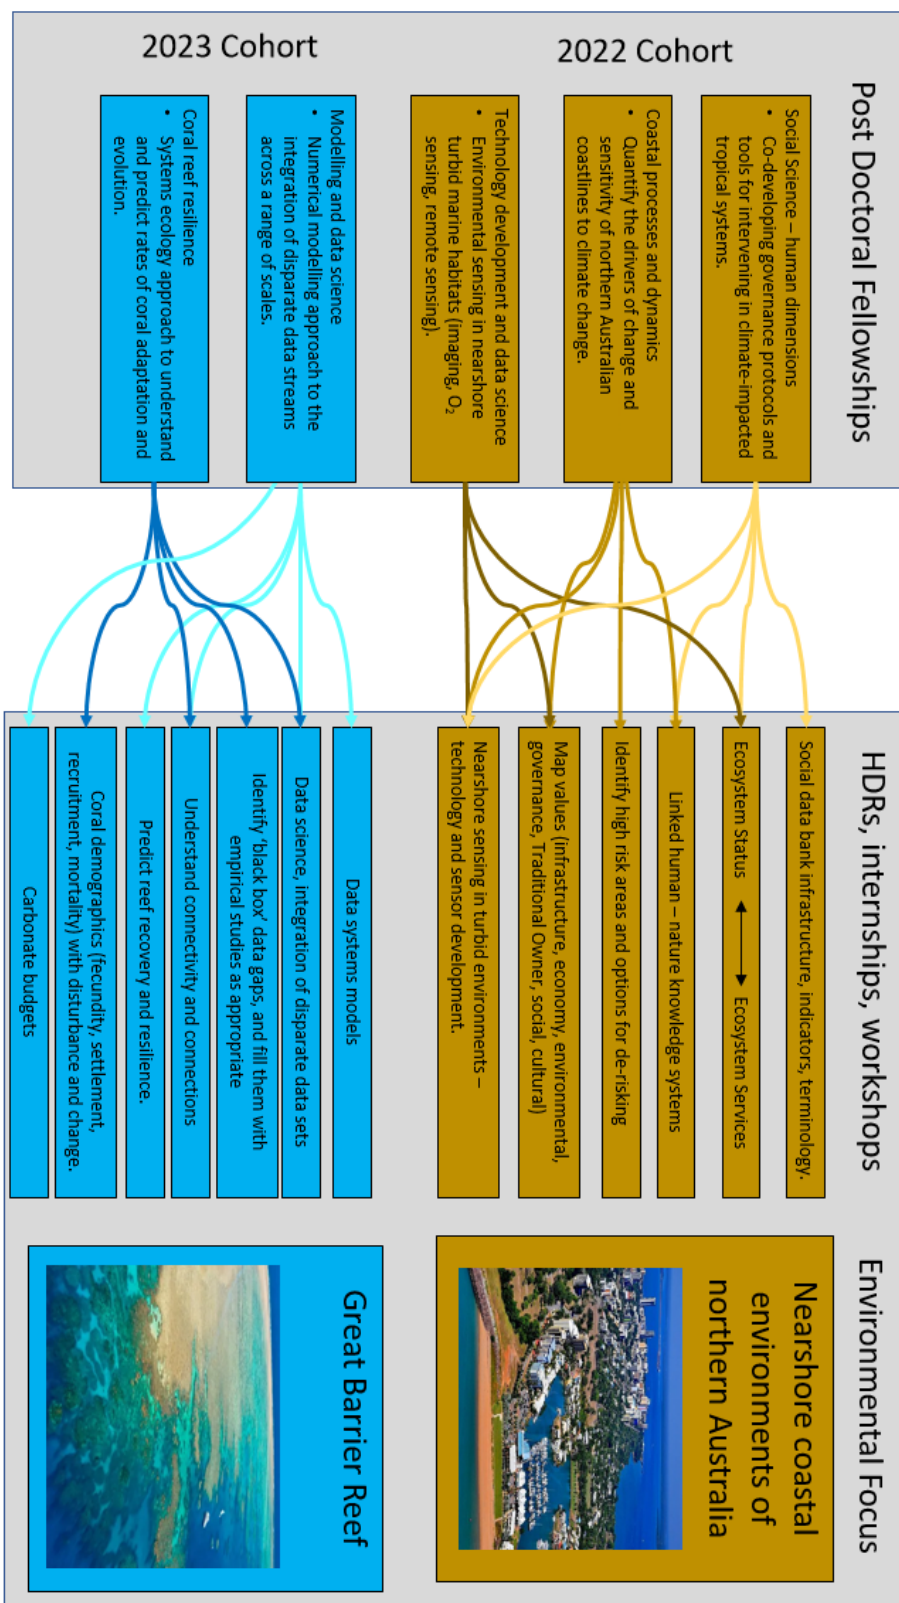 Post Doctoral Fellowships
HDRs, internships, workshops
Environmental Focus
2022 Cohort
Social Science – human dimensions
• Co-developing governance protocols and
tools for intervening in climate-impacted
tropical systems.
Coastal processes and dynamics
• Quantify the drivers of change and
sensitivity of northern Australian
coastlines to climate change.
Technology development and data science
• Environmental sensing in nearshore
turbid marine habitats (imaging, O₂
sensing, remote sensing).
Social data bank infrastructure, indicators, terminology.
Ecosystem Status Ecosystem Services
Linked human – nature knowledge systems
Identify high risk areas and options for de-risking
Map values (infrastructure, economy, environmental,
governance, Traditional Owner, social, cultural)
Nearshore sensing in turbid environments –
technology and sensor development.
Nearshore coastal
environments of
northern Australia
2023 Cohort
Modelling and data science
• Numerical modelling approach to the
integration of disparate data streams
across a range of scales.
Coral reef resilience
• Systems ecology approach to understand
and predict rates of coral adaptation and
evolution.
Data systems models
Data science, integration of disparate data sets
Identify ‘black box’ data gaps, and fill them with
empirical studies as appropriate
Understand connectivity and connections
Predict reef recovery and resilience.
Coral demographics (fecundity, settlement,
recruitment, mortality) with disturbance and change.
Carbonate budgets
Great Barrier Reef